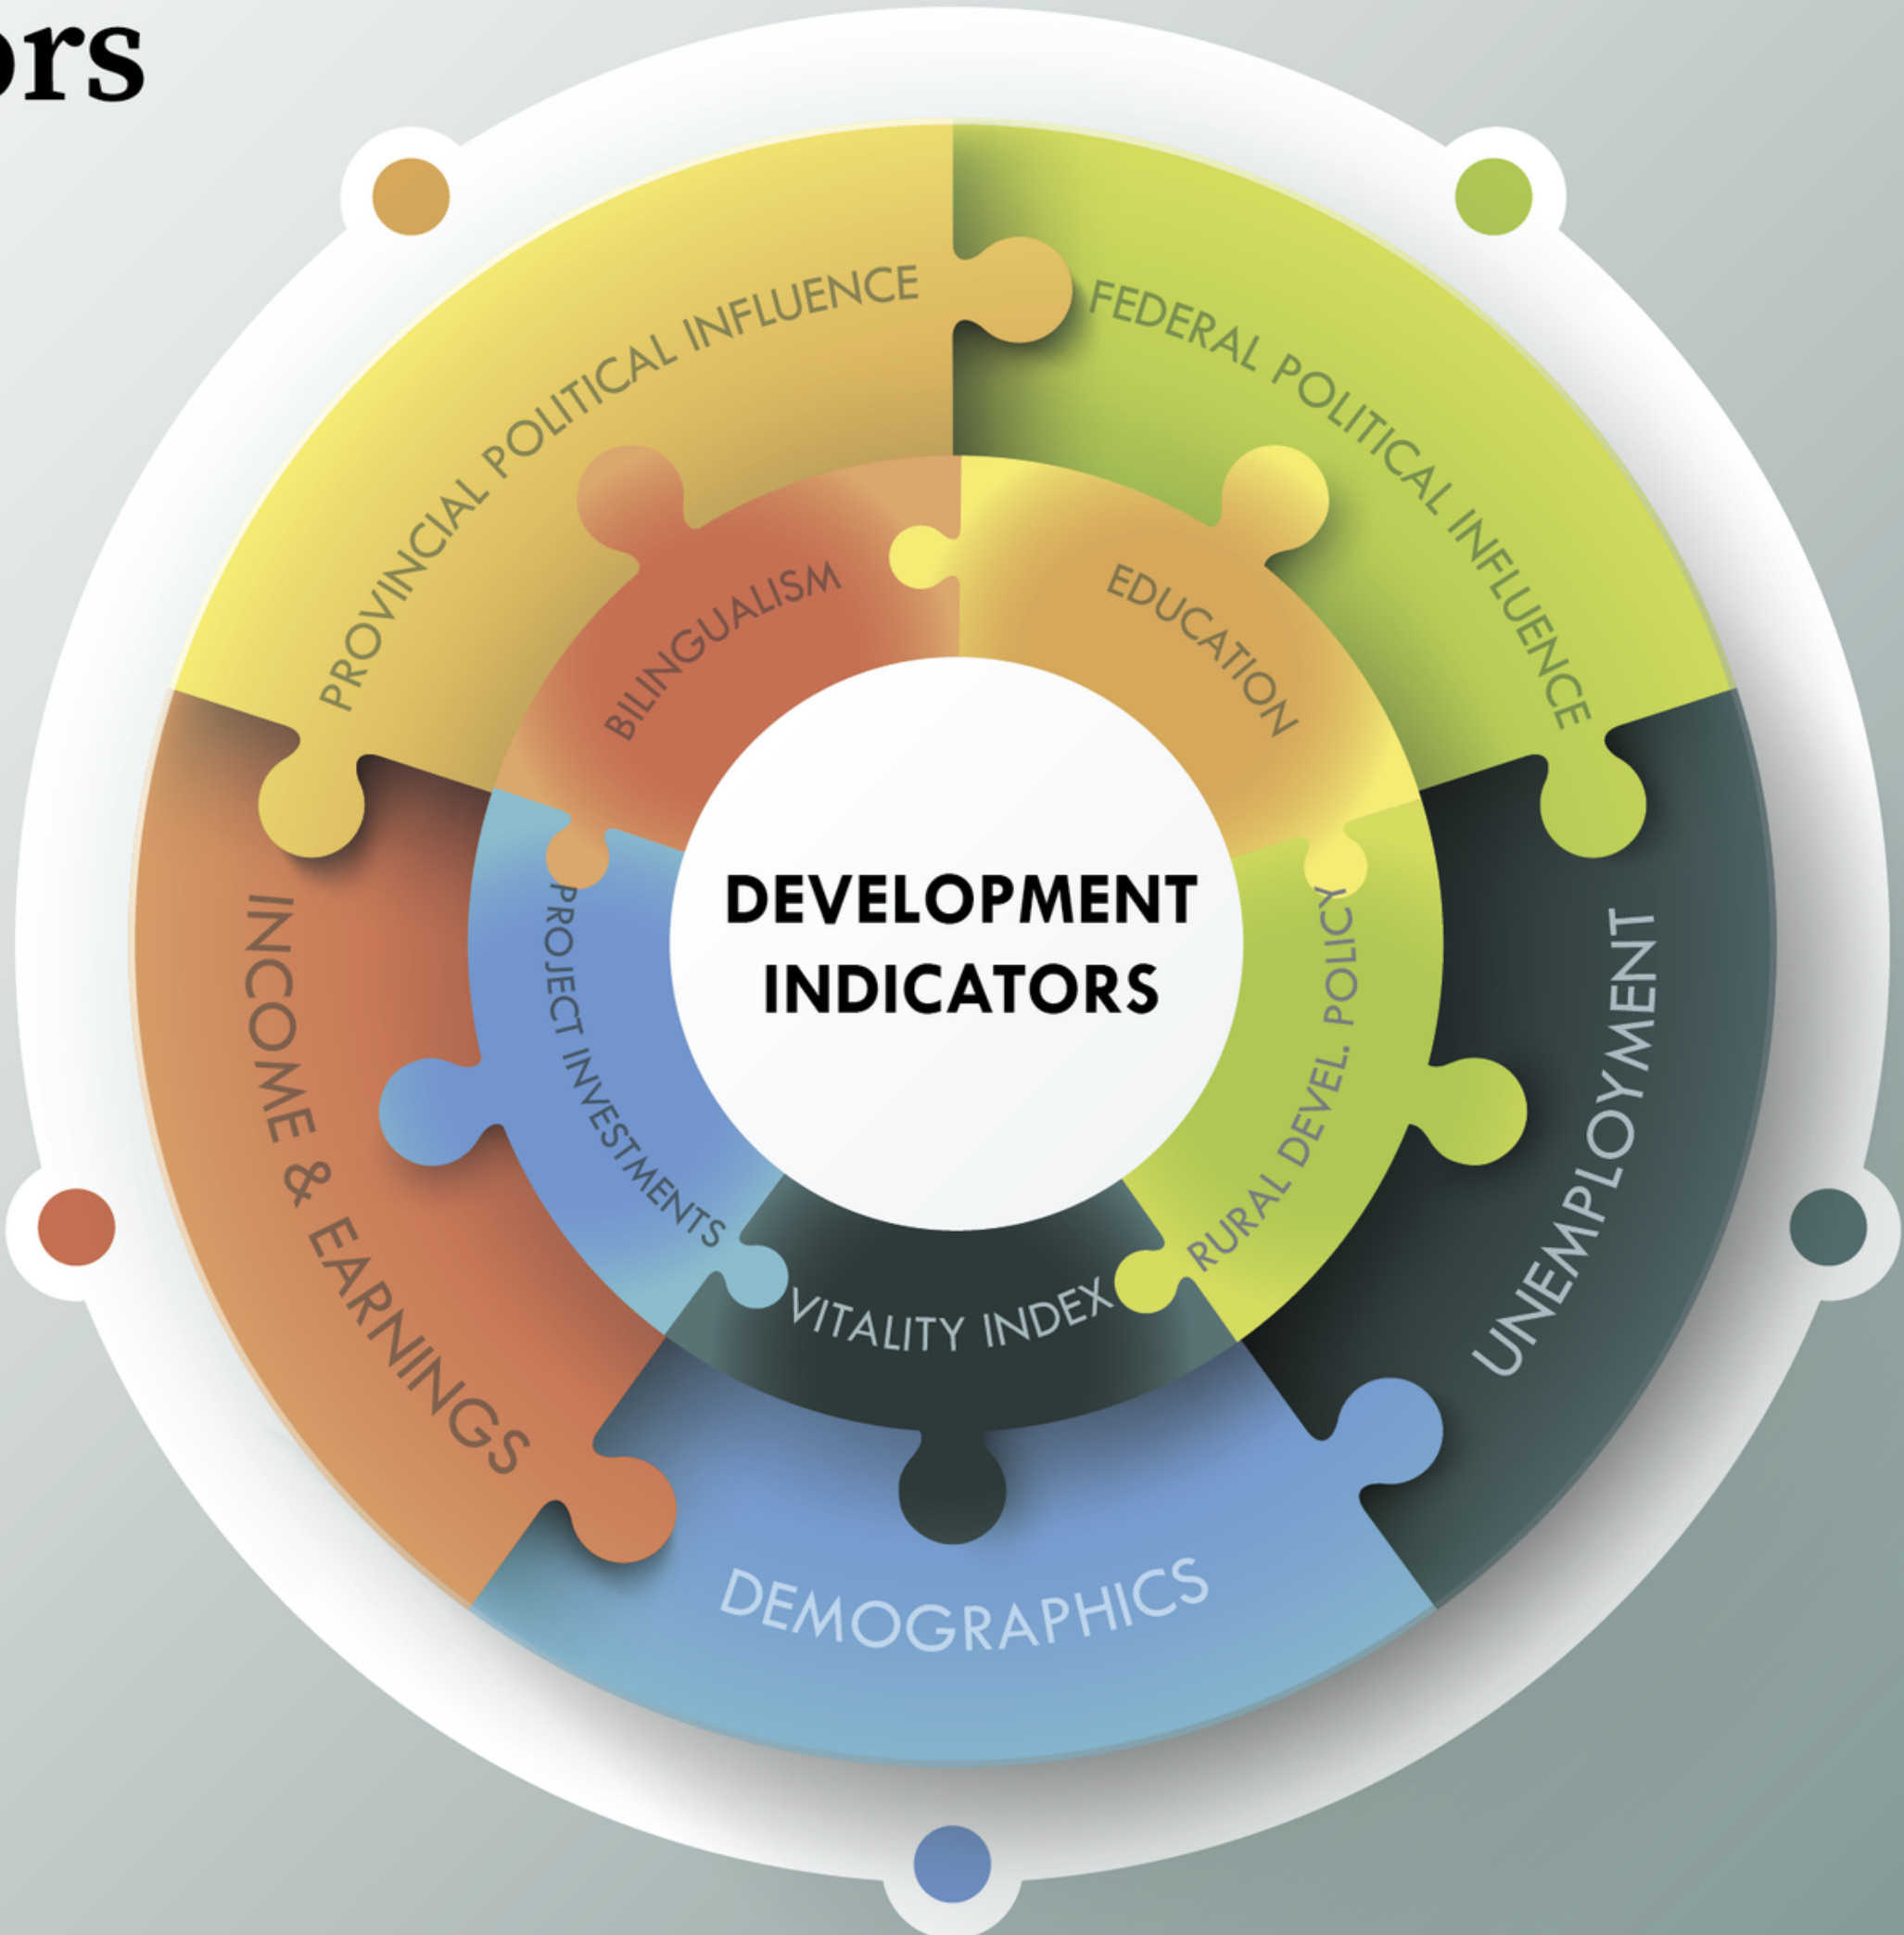 ors
PROVINCIAL POLITICAL INFLUENCE
FEDERAL POLITICAL INFLUENCE
BILINGUALISM
EDUCATION
DEVELOPMENT
INDICATORS
INCOME & EARNINGS
PROJECT INVESTMENTS
RURAL DEVEL. POLICY
UNEMPLOYMENT
VITALITY INDEX
DEMOGRAPHICS